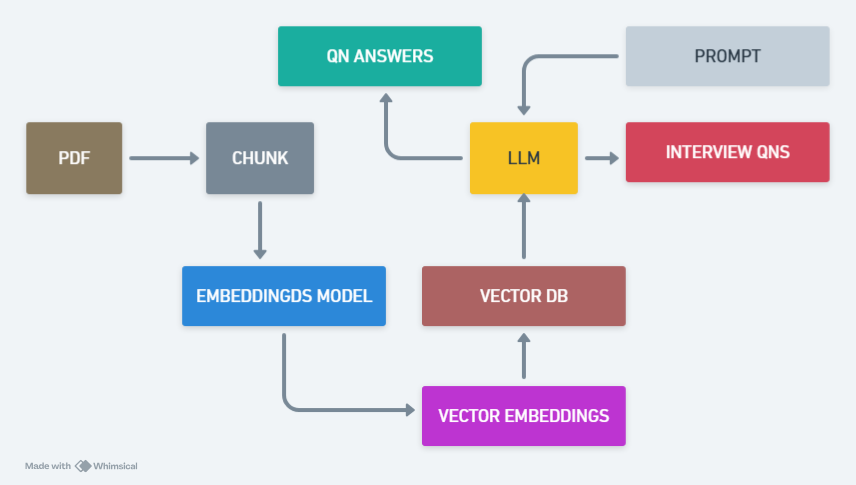 QN ANSWERS
PROMPT
PDF
CHUNK
LLM
INTERVIEW QNS
EMBEDDINGDS MODEL
VECTOR DB
VECTOR EMBEDDINGS
Made with Whimsical